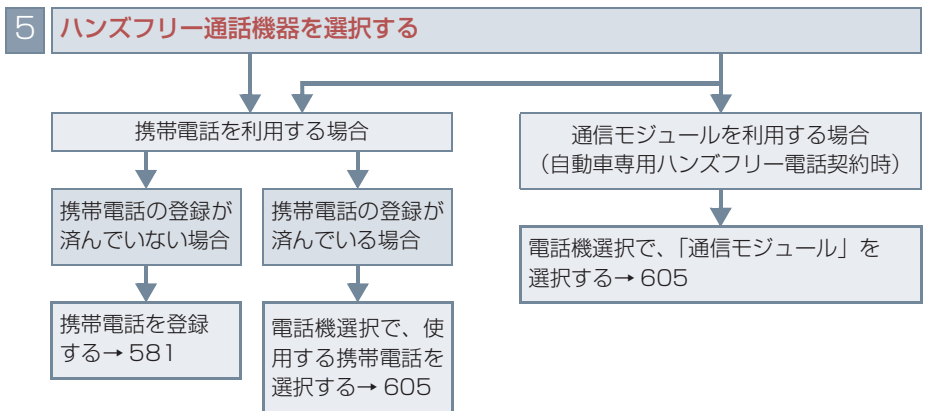 5 ハンズフリー通話機器を選択する
携帯電話を利用する場合
通信モジュールを利用する場合
（自動車専用ハンズフリー電話契約時）
携帯電話の登録が
済んでいない場合
携帯電話の登録が
済んでいる場合
電話機選択で、「通信モジュール」を
選択する→ 605
携帯電話を登録
する→ 581
電話機選択で、使
用する携帯電話を
選択する→ 605